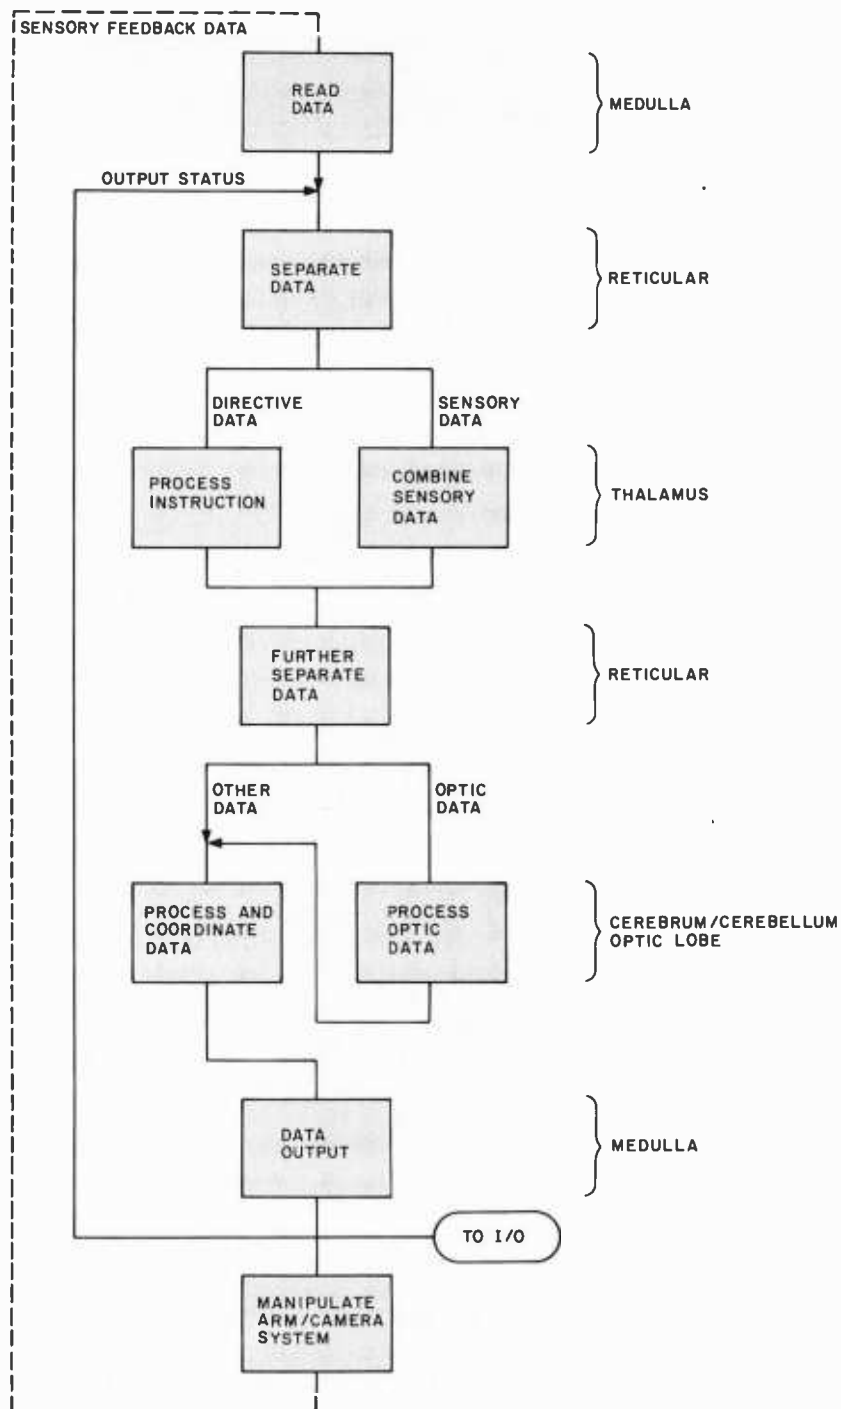 SENSORY FEEDBACK DATA
READ
DATA
MEDULLA
OUTPUT STATUS
SEPARATE
DATA
RETICULAR
DIRECTIVE
DATA
SENSORY
DATA
PROCESS
INSTRUCTION
COMBINE
SENSORY
DATA
THALAMUS
FURTHER
SEPARATE
DATA
RETICULAR
OTHER
DATA
OPTIC
DATA
PROCESS AND
COORDINATE
DATA
PROCESS
OPTIC
DATA
CEREBRUM/CEREBELLUM
OPTIC LOBE
DATA
OUTPUT
MEDULLA
TO I/O
MANIPULATE
ARM/CAMERA
SYSTEM